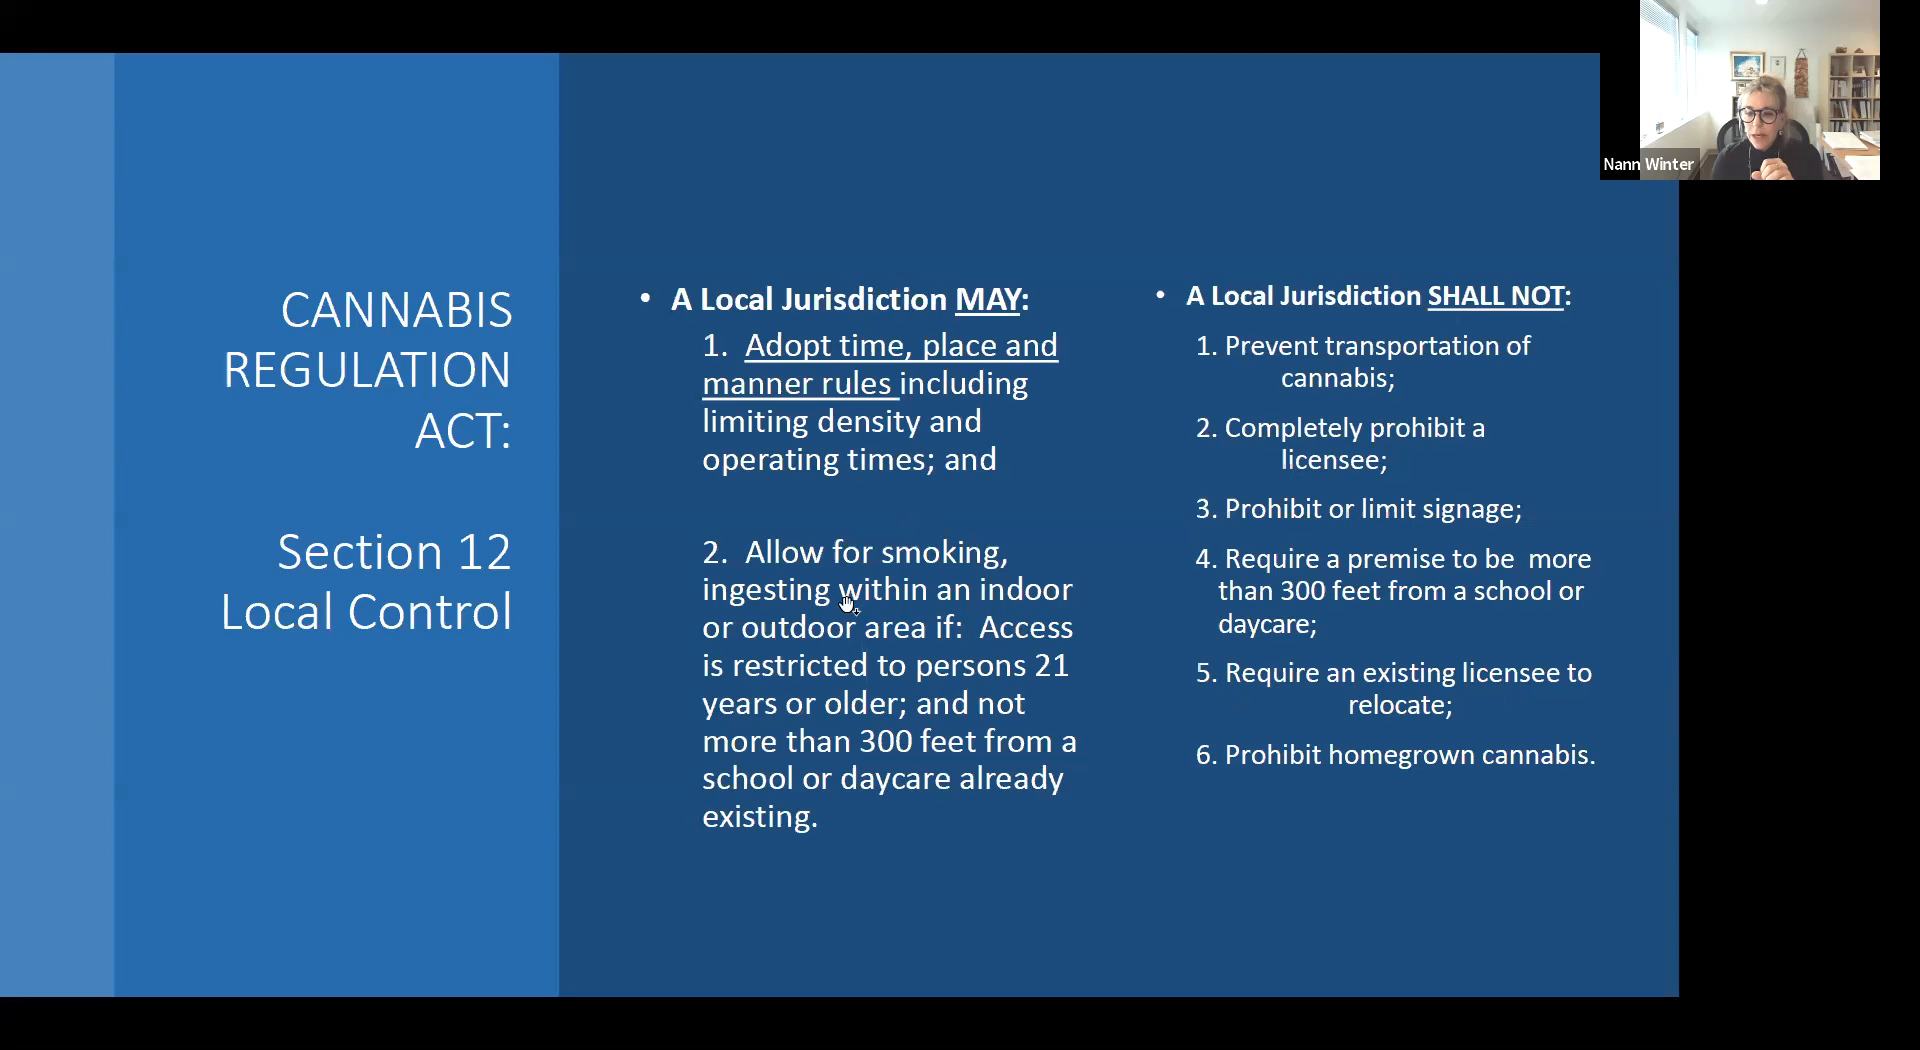 CANNABIS
REGULATION
ACT:
Section 12
Local Control
• A Local Jurisdiction MAY:
1. Adopt time, place and
manner rules including
limiting density and
operating times; and
2. Allow for smoking,
ingesting within an indoor
or outdoor area if: Access
is restricted to persons 21
years or older; and not
more than 300 feet from a
school or daycare already
existing.
• A Local Jurisdiction SHALL NOT:
1. Prevent transportation of
cannabis;
2. Completely prohibit a
licensee;
3. Prohibit or limit signage;
4. Require a premise to be more
than 300 feet from a school or
daycare;
5. Require an existing licensee to
relocate;
6. Prohibit homegrown cannabis.
Nann Winter